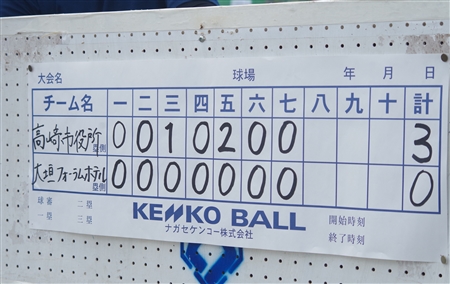 大会名 球場 年 月 日
チーム名 一 二 三 四 五 六 七 八 九 十 計
高崎市役所 塁側 0 0 1 0 2 0 0 3
大垣フォーラムホテル 塁側 0 0 0 0 0 0 0 0
球審 二塁
一塁 三塁
KENKO BALL
ナガセケンコー株式会社
開始時刻
終了時刻